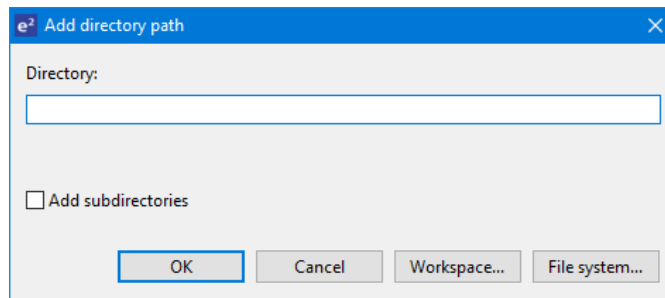 e² Add directory path
Directory:
Add subdirectories
OK Cancel Workspace... File system...